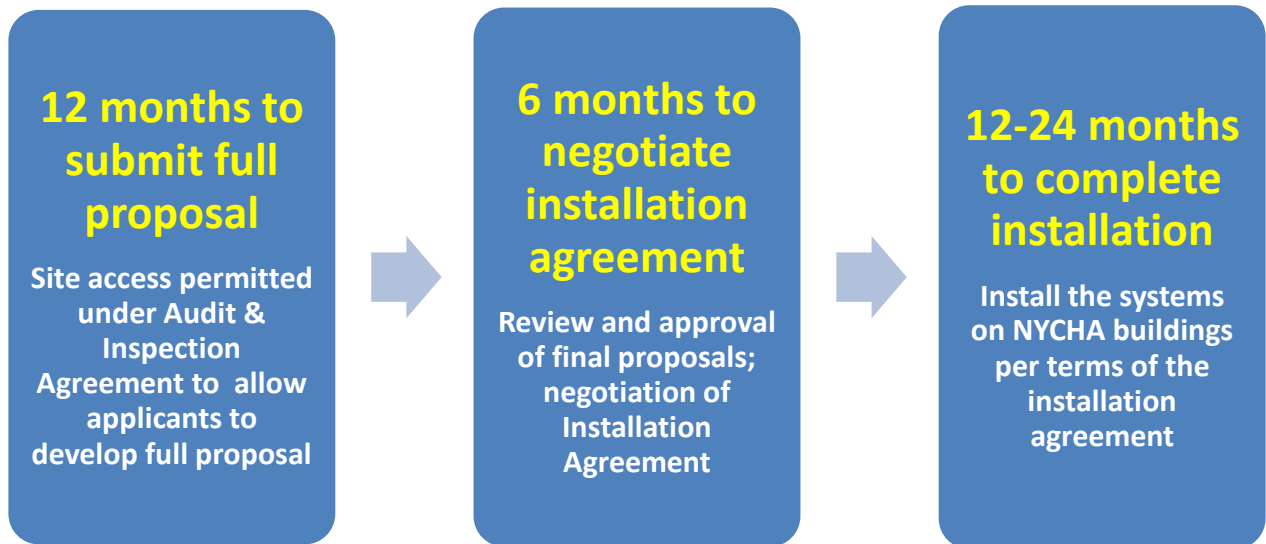 12 months to
submit full
proposal
Site access permitted
under Audit &
Inspection
Agreement to  allow
applicants to
develop full proposal
6 months to
negotiate
installation
agreement
Review and approval
of final proposals;
negotiation of
Installation
Agreement
12-24 months
to complete
installation
Install the systems
on NYCHA buildings
per terms of the
installation
agreement